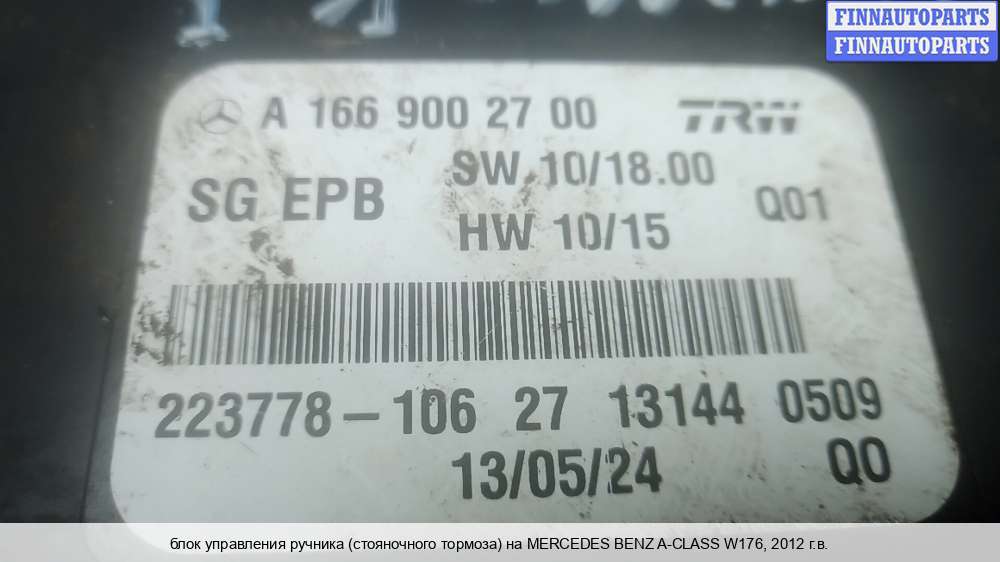 FINNAUTOPARTS
FINNAUTOPARTS
A 166 900 27 00 TRW
SG EPB SW 10/18.00 Q01
HW 10/15
223778-106 27 13144 0509
13/05/24 Q0
блок управления ручника (стояночного тормоза) на MERCEDES BENZ A-CLASS W176, 2012 г.в.